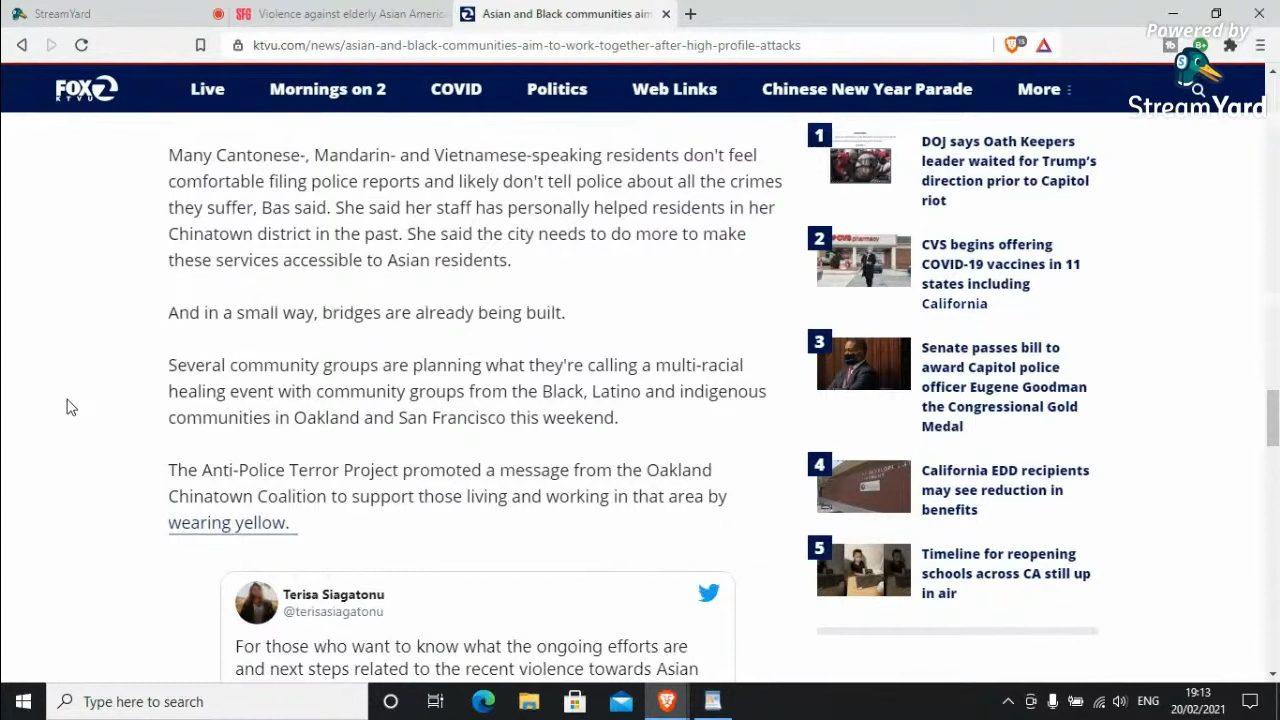 StreamYard
SFG Violence against elderly Asian Americ
Asian and Black communities aim
ktvu.com/news/asian-and-black-communities-aim-to-work-together-after-high-profile-attacks
Powered by
StreamYard
FOX 2
KTVU
Live
Mornings on 2
COVID
Politics
Web Links
Chinese New Year Parade
More
Many Cantonese-, Mandarin- and Vietnamese-speaking residents don't feel
comfortable filing police reports and likely don't tell police about all the crimes
they suffer, Bas said. She said her staff has personally helped residents in her
Chinatown district in the past. She said the city needs to do more to make
these services accessible to Asian residents.
And in a small way, bridges are already being built.
Several community groups are planning what they're calling a multi-racial
healing event with community groups from the Black, Latino and indigenous
communities in Oakland and San Francisco this weekend.
The Anti-Police Terror Project promoted a message from the Oakland
Chinatown Coalition to support those living and working in that area by
wearing yellow.
Terisa Siagatonu
@terisasiagatonu
For those who want to know what the ongoing efforts are
and next steps related to the recent violence towards Asian
1
DOJ says Oath Keepers
leader waited for Trump's
direction prior to Capitol
riot
2
CVS pharmacy
CVS begins offering
COVID-19 vaccines in 11
states including
California
3
Senate passes bill to
award Capitol police
officer Eugene Goodman
the Congressional Gold
Medal
4
California EDD recipients
may see reduction in
benefits
5
Timeline for reopening
schools across CA still up
in air
Type here to search
ENG
19:13
20/02/2021